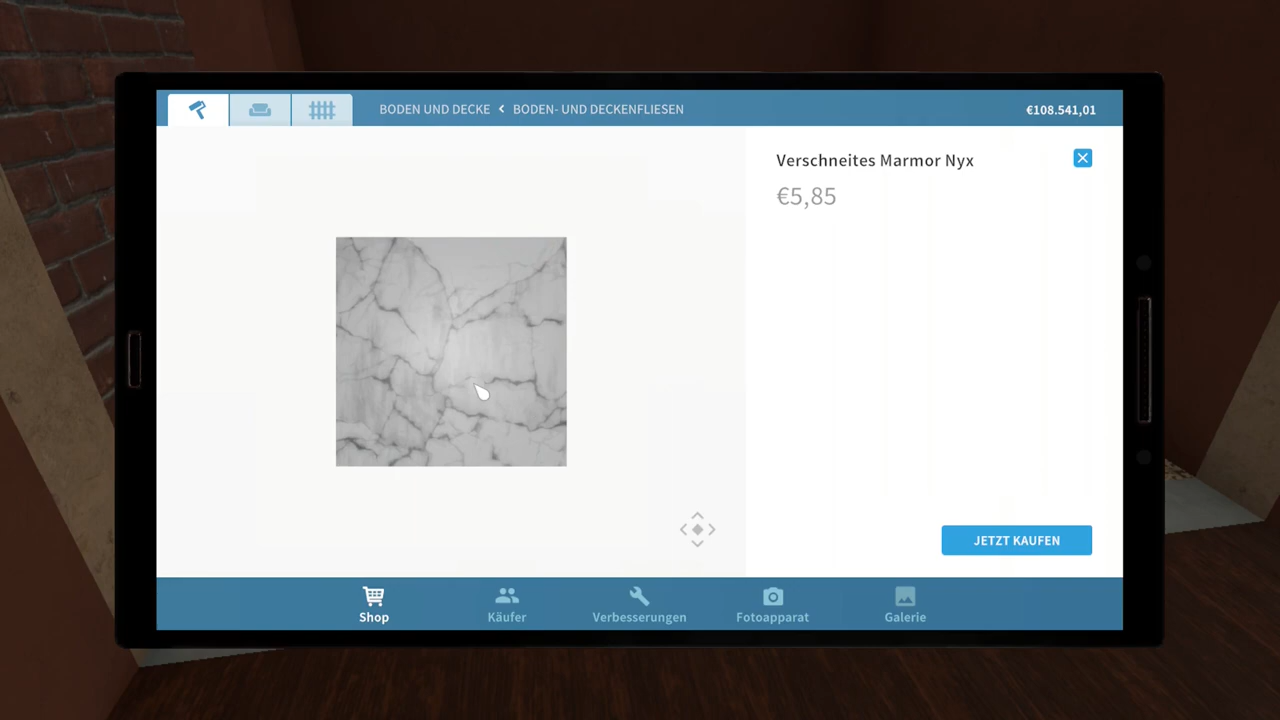 BODEN UND DECKE < BODEN- UND DECKENFLIESEN
€108.541,01
Verschneites Marmor Nyx
€5,85
JETZT KAUFEN
Shop
Käufer
Verbesserungen
Fotoapparat
Galerie